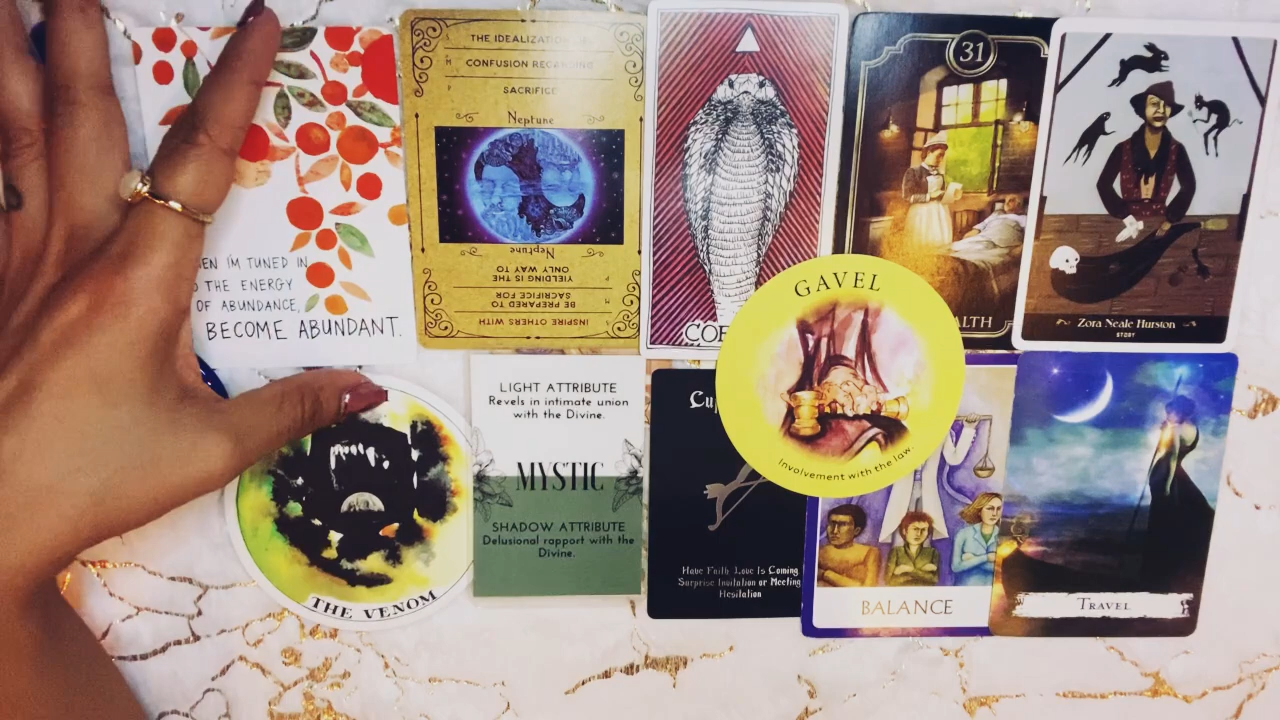 EN I'M TUNED IN
THE ENERGY
OF ABUNDANCE,
BECOME ABUNDANT.
THE IDEALIZATION
CONFUSION REGARDING
SACRIFICE
Neptune
Neptune
YIELDING IS THE
ONLY WAY TO
BE PREPARED TO
SACRIFICE FOR
INSPIRE OTHERS WITH
COB
31
ALTH
Zora Neale Hurston
STORY
GAVEL
Involvement with the law.
THE VENOM
LIGHT ATTRIBUTE
Revels in intimate union
with the Divine.
MYSTIC
SHADOW ATTRIBUTE
Delusional rapport with the
Divine.
Cu
Have Faith Love Is Coming
Surprise Invitation or Meeting
Hesitation
BALANCE
TRAVEL